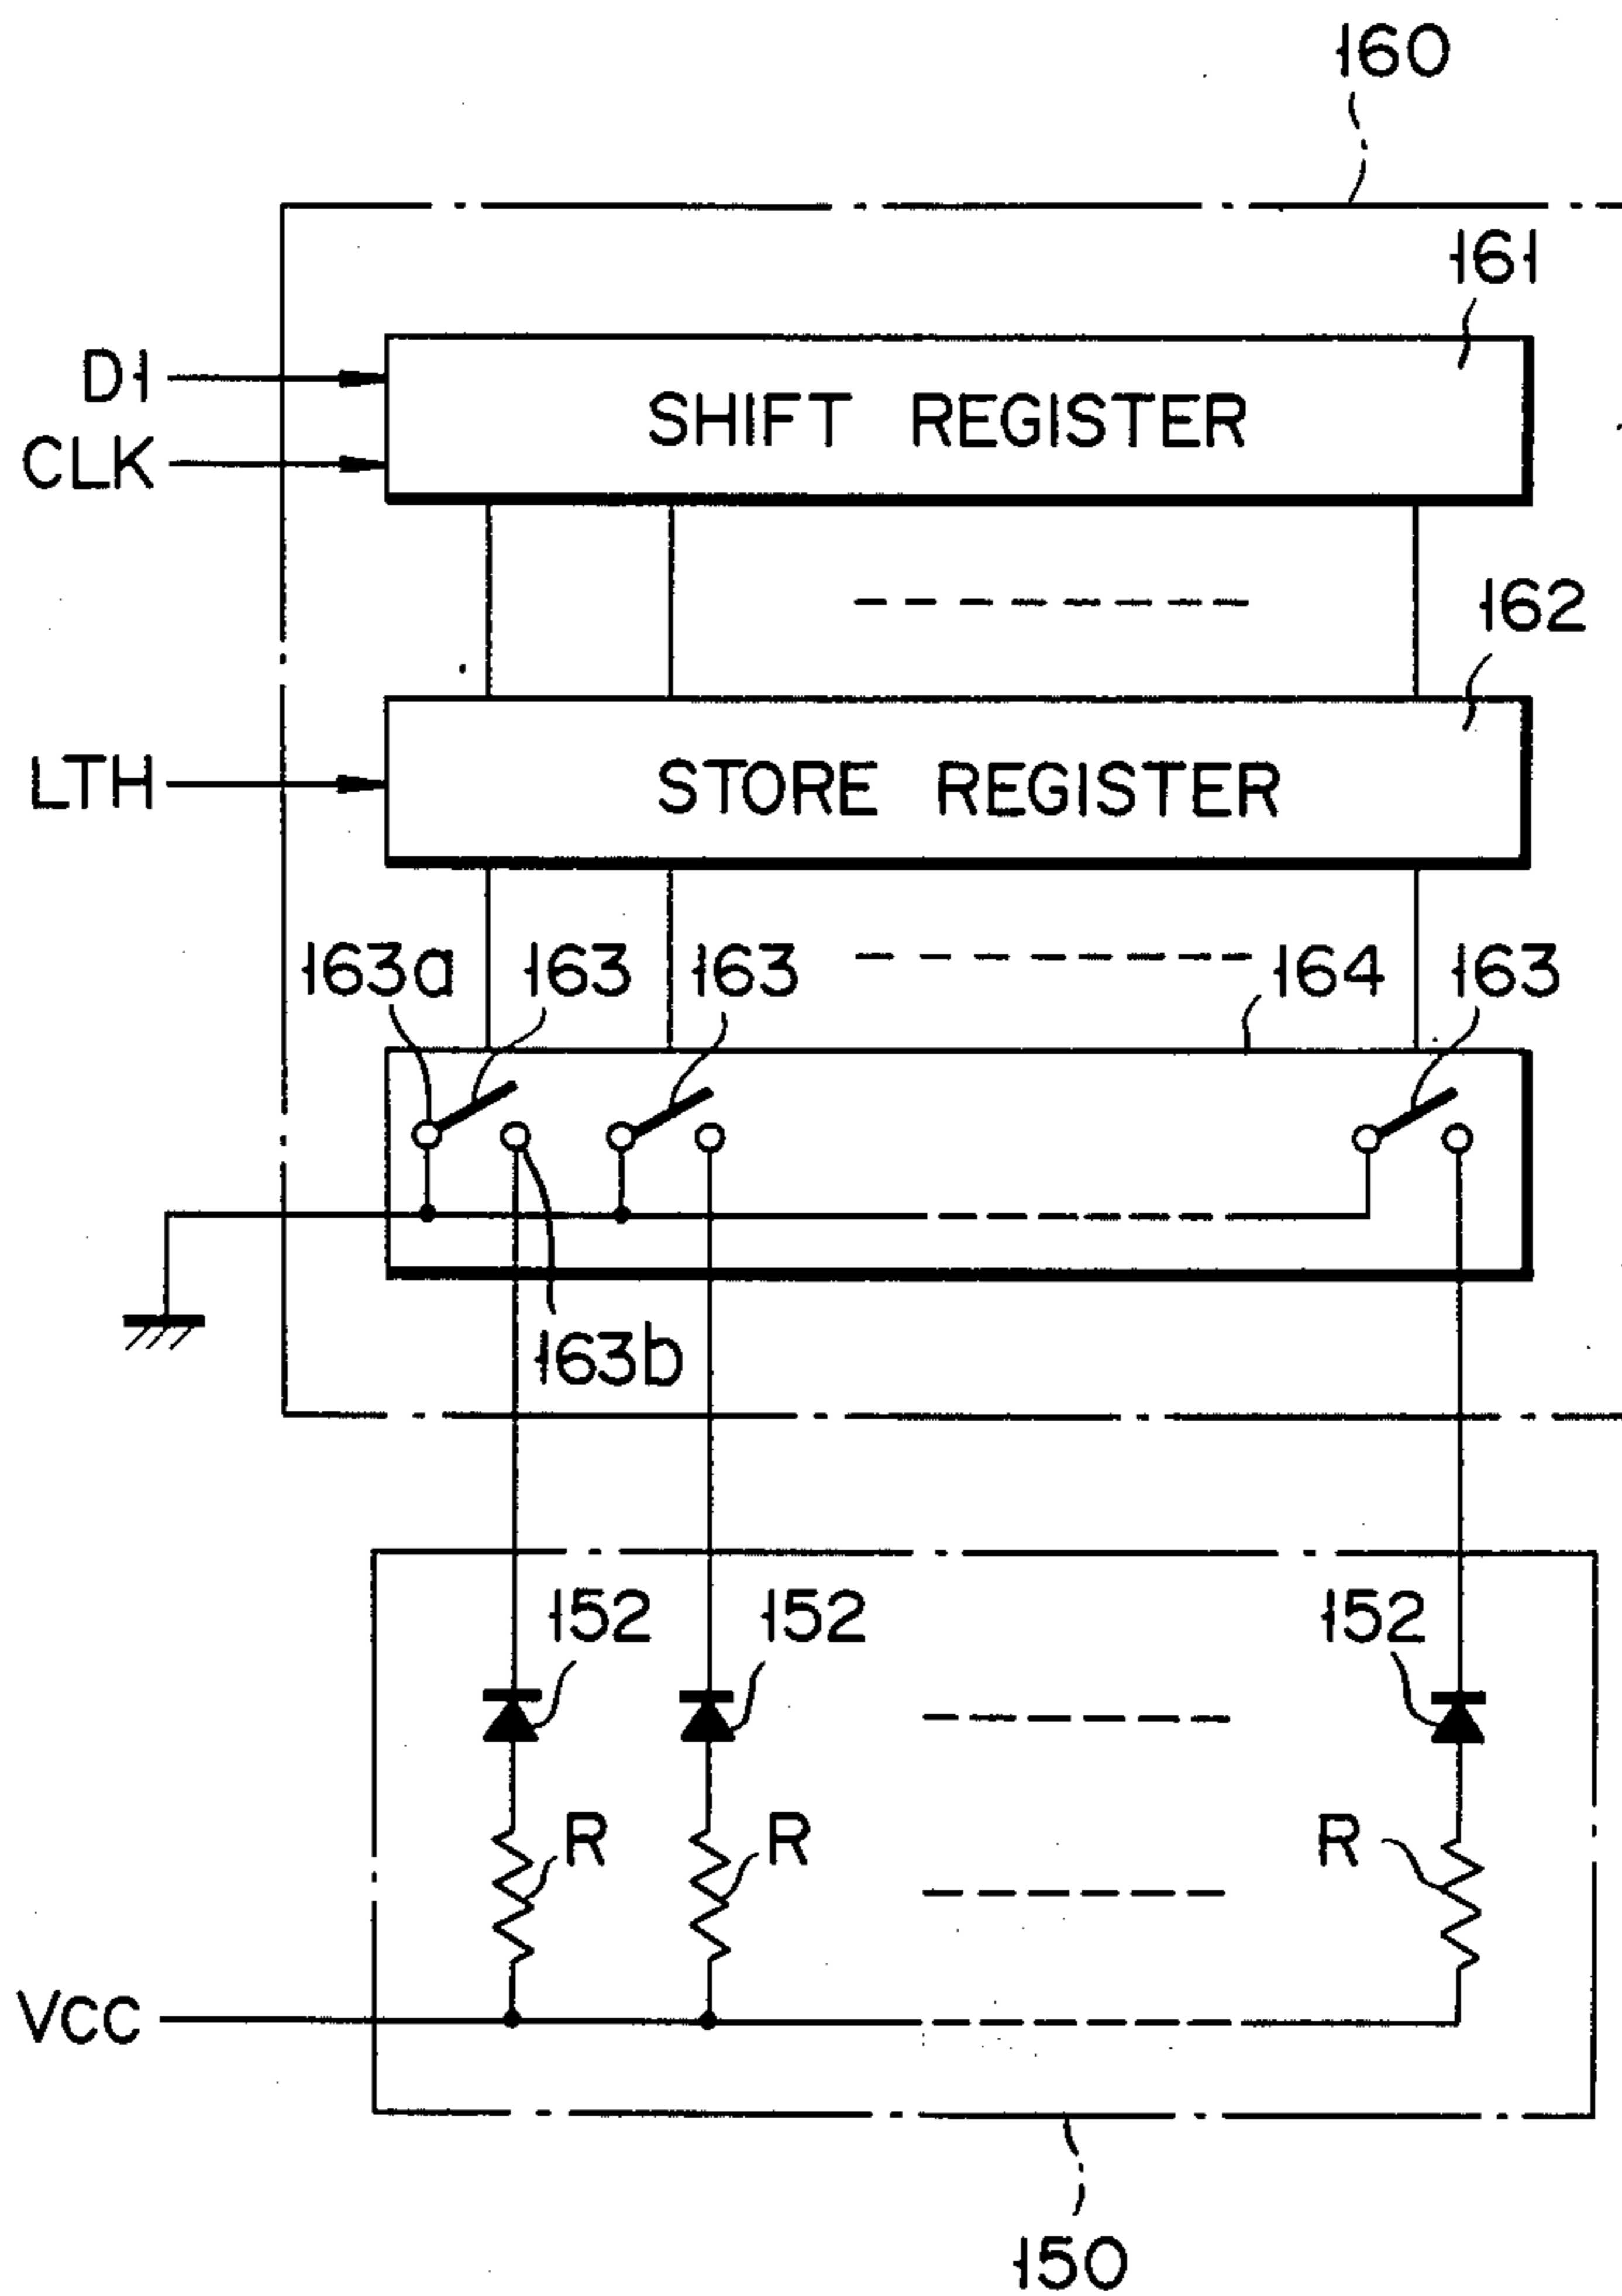 160
161
D1
SHIFT REGISTER
CLK
162
LTH
STORE REGISTER
163a 163 163 164 163
163b
152 152 152
R R R
VCC
150